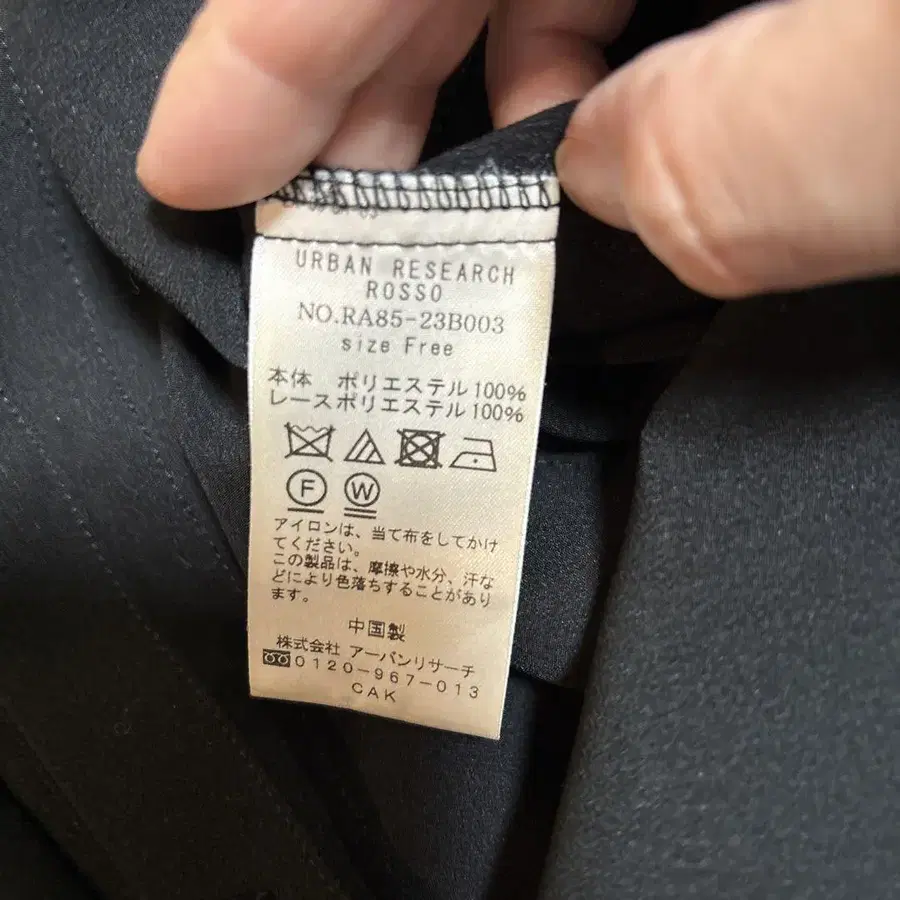 URBAN RESEARCH
ROSSO
NO.RA85-23B003
size Free
本体 ポリエステル100%
レースポリエステル100%
F W
アイロンは、当て布をしてかけ
てください。
この製品は、摩擦や水分、汗な
どにより色落ちすることがあり
ます。
中国製
株式会社 アーバンリサーチ
0120-967-013
CAK